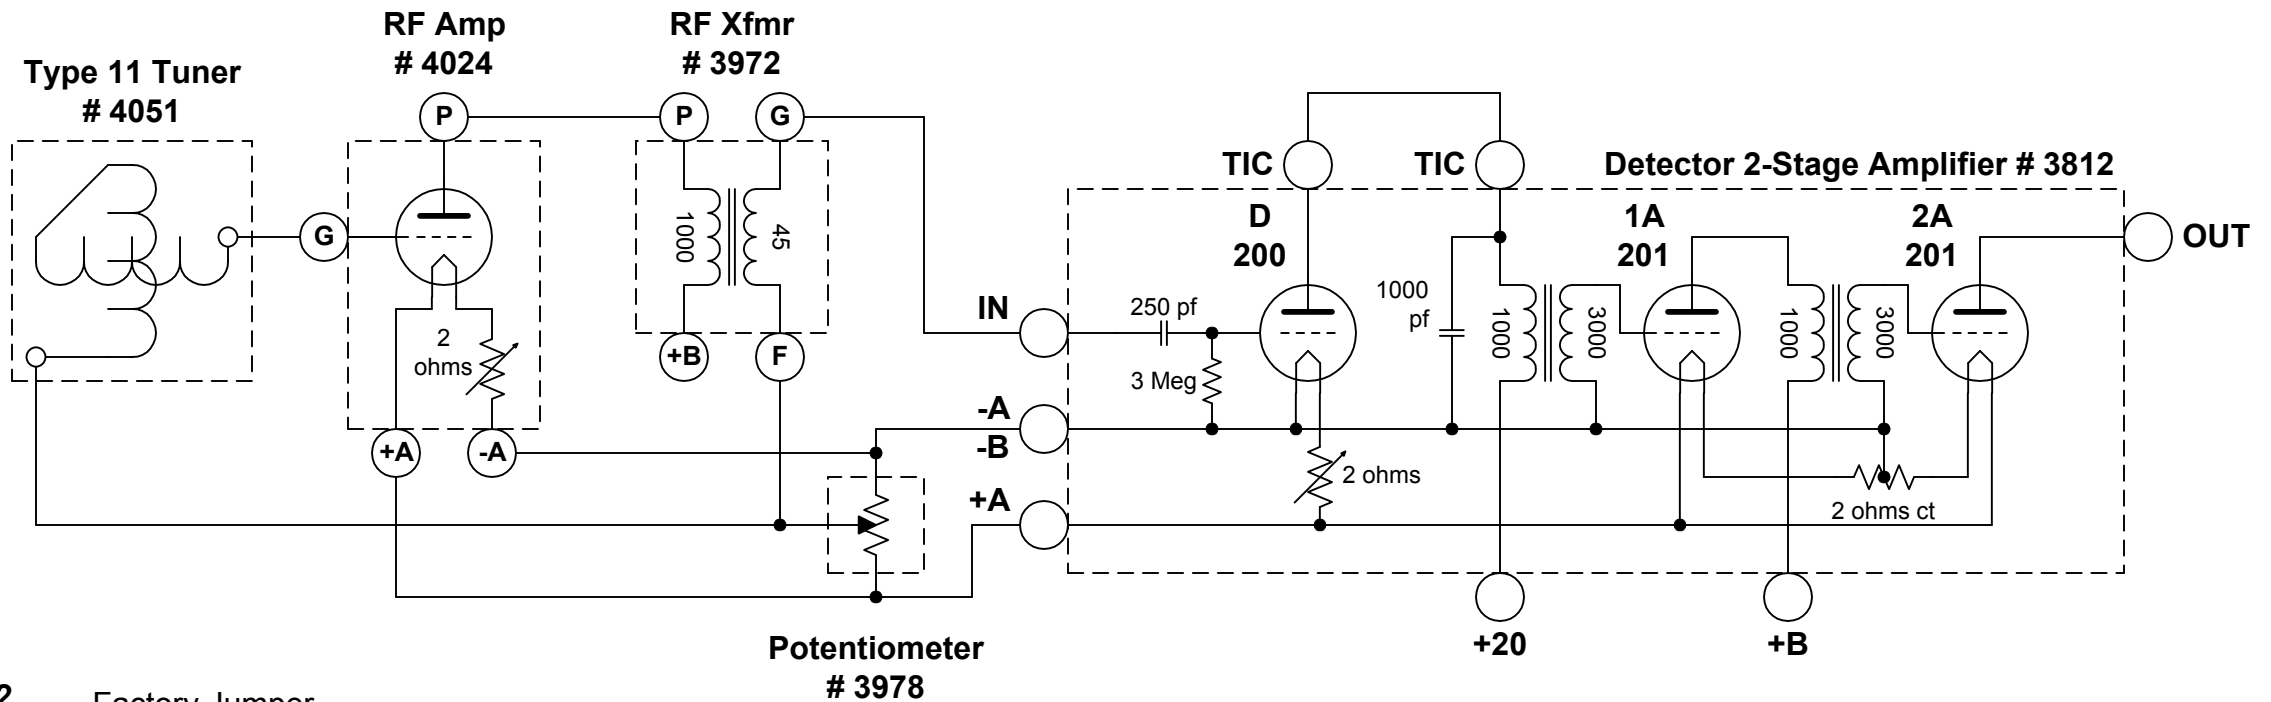 RF Amp
# 4024
RF Xfmr
# 3972
Type 11 Tuner
# 4051
P
P
G
TIC
TIC
Detector 2-Stage Amplifier # 3812
D
200
1A
201
2A
201
G
1000
45
OUT
IN
250 pf
1000
pf
1000
3000
1000
3000
2
ohms
+B
F
3 Meg
-A
-B
+A
-A
2 ohms
+A
2 ohms ct
+20
+B
Potentiometer
# 3978
2
Factory Jumper